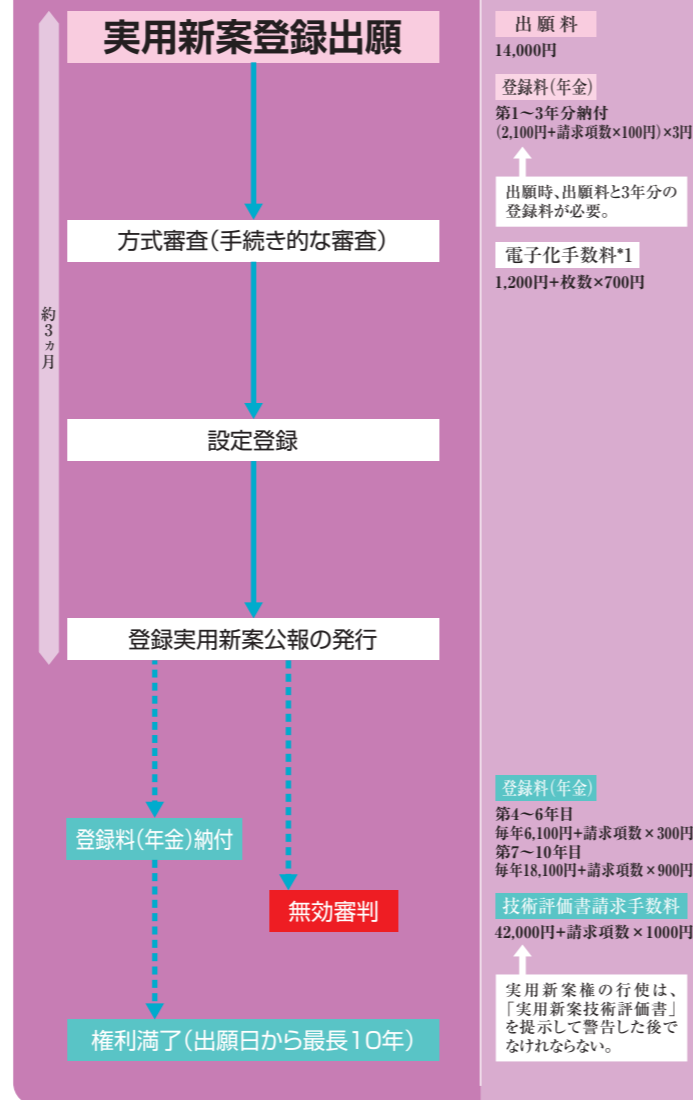 実用新案登録出願
約3ヵ月
方式審査(手続き的な審査)
設定登録
登録実用新案公報の発行
登録料(年金)納付
無効審判
権利満了(出願日から最長10年)
出願料
14,000円
登録料(年金)
第1～3年分納付
(2,100円+請求項数×100円)×3円
出願時、出願料と3年分の
登録料が必要。
電子化手数料*1
1,200円+枚数×700円
登録料(年金)
第4～6年目
毎年6,100円+請求項数×300円
第7～10年目
毎年18,100円+請求項数×900円
技術評価書請求手数料
42,000円+請求項数×1000円
実用新案権の行使は、
「実用新案技術評価書」
を提示して警告した後で
なけれならない。